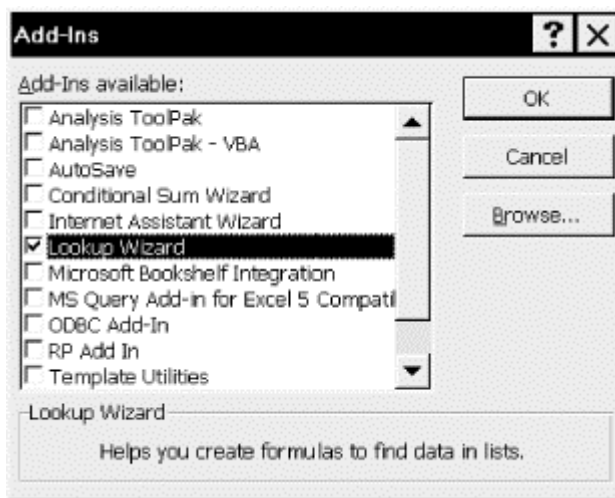 Add-Ins
Add-Ins available:
Analysis ToolPak
Analysis ToolPak - VBA
AutoSave
Conditional Sum Wizard
Internet Assistant Wizard
Lookup Wizard
Microsoft Bookshelf Integration
MS Query Add-in for Excel 5 Compati
ODBC Add-In
RP Add In
Template Utilities
OK
Cancel
Browse...
Lookup Wizard
Helps you create formulas to find data in lists.